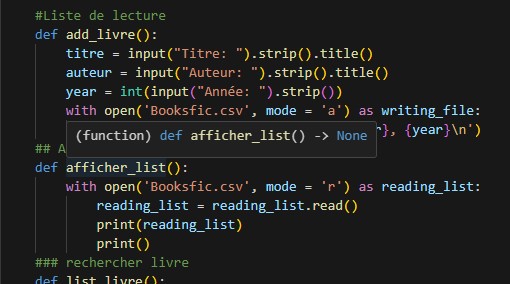 #Liste de lecture
def add_livre():
titre = input("Titre: ").strip().title()
auteur = input("Auteur: ").strip().title()
year = int(input("Année: ").strip())
with open('Booksfic.csv', mode = 'a') as writing_file:
(function) def afficher_list() -> None
}, {year}\n')
## A
def afficher_list():
with open('Booksfic.csv', mode = 'r') as reading_list:
reading_list = reading_list.read()
print(reading_list)
print()
### rechercher livre
def list_livre():